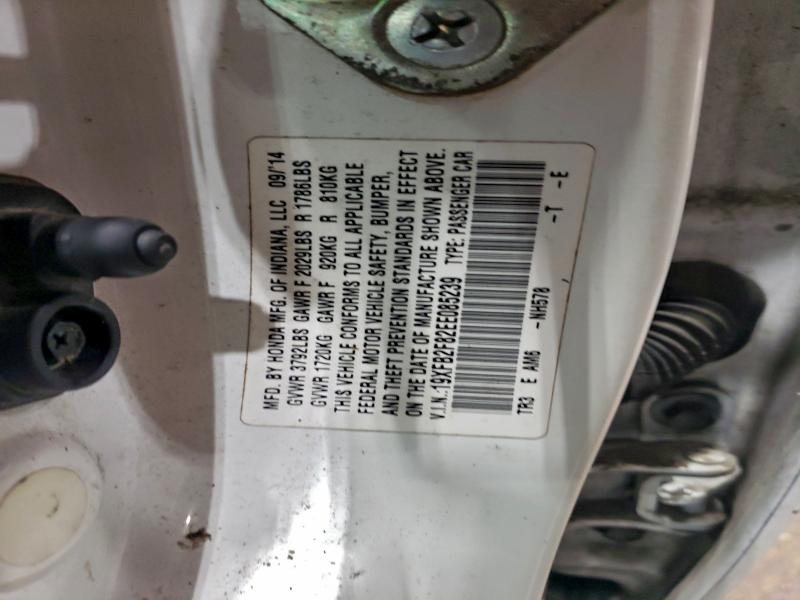 MFD. BY HONDA MFG. OF INDIANA, LLC 09/'14
GVWR 3792LBS GAWR F 2029LBS R 1786LBS
GVWR 1720KG GAWR F 920KG R 810KG
THIS VEHICLE CONFORMS TO ALL APPLICABLE
FEDERAL MOTOR VEHICLE SAFETY, BUMPER,
AND THEFT PREVENTION STANDARDS IN EFFECT
ON THE DATE OF MANUFACTURE SHOWN ABOVE.
V.I.N.:19XFB2F82EE085239 TYPE: PASSENGER CAR
TR3 E AM6 -NH578 -T -E